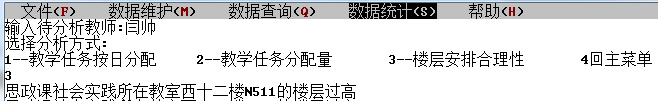 文件(F) 数据维护(M) 数据查询(Q) 数据统计(S) 帮助(H)
输入待分析教师:闫帅
选择分析方式:
1--教学任务按日分配 2--教学任务分配量 3--楼层安排合理性 4回主菜单
3
思政课社会实践所在教室西十二楼N511的楼层过高